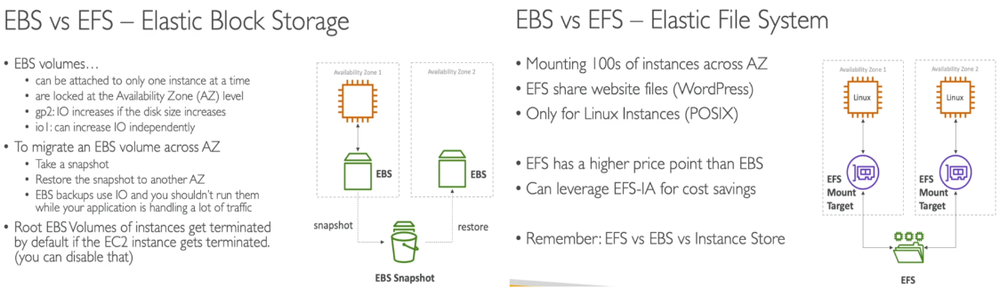 EBS vs EFS – Elastic Block Storage
• EBS volumes…
• can be attached to only one instance at a time
• are locked at the Availability Zone (AZ) level
• gp2: IO increases if the disk size increases
• io1: can increase IO independently
• To migrate an EBS volume across AZ
• Take a snapshot
• Restore the snapshot to another AZ
• EBS backups use IO and you shouldn't run them
while your application is handling a lot of traffic
• Root EBS Volumes of instances get terminated
by default if the EC2 instance gets terminated.
(you can disable that)
Availability Zone 1
Availability Zone 2
EBS
EBS
snapshot
restore
EBS Snapshot
EBS vs EFS – Elastic File System
• Mounting 100s of instances across AZ
• EFS share website files (WordPress)
• Only for Linux Instances (POSIX)
• EFS has a higher price point than EBS
• Can leverage EFS-IA for cost savings
• Remember: EFS vs EBS vs Instance Store
Availability Zone 1
Availability Zone 2
Linux
Linux
EFS
Mount
Target
EFS
Mount
Target
EFS